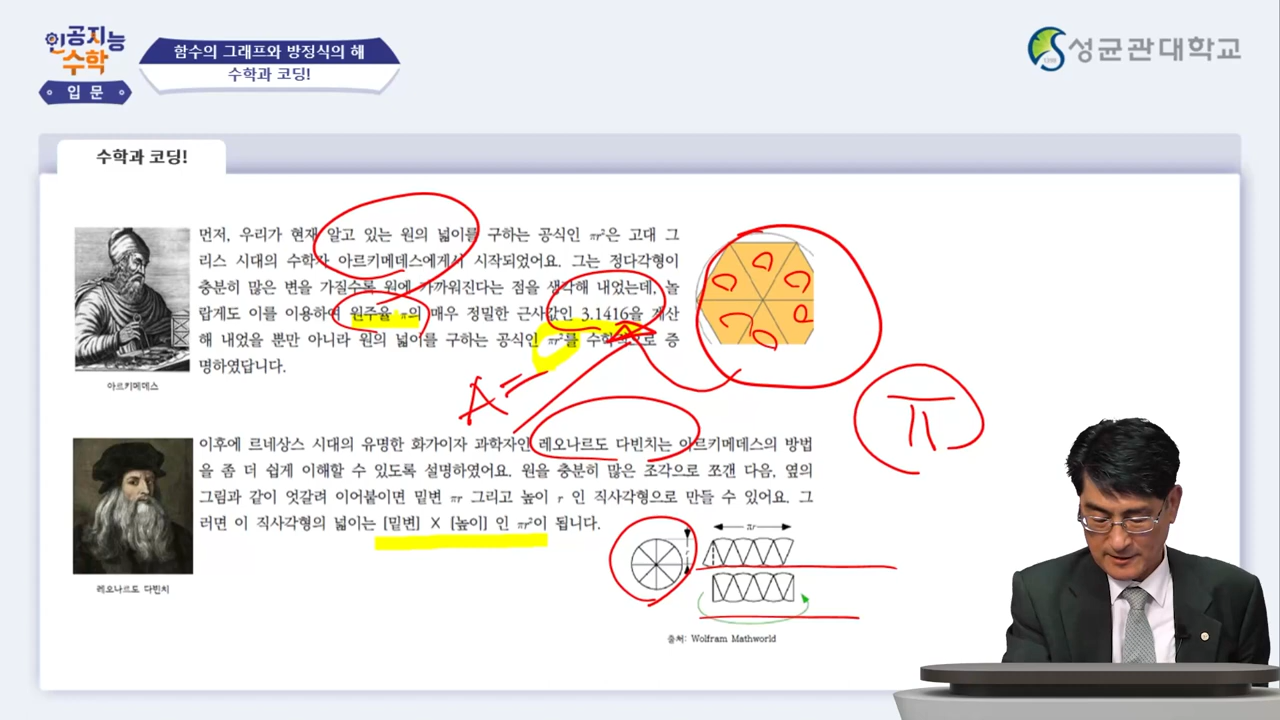 인공지능
수학
입문
함수의 그래프와 방정식의 해
수학과 코딩!
성균관대학교
수학과 코딩!
먼저, 우리가 현재 알고 있는 원의 넓이를 구하는 공식인 πr²은 고대 그
리스 시대의 수학자 아르키메데스에게서 시작되었어요. 그는 정다각형이
충분히 많은 변을 가질수록 원에 가까워진다는 점을 생각해 내었는데, 놀
랍게도 이를 이용하여 원주율 π의 매우 정밀한 근사값인 3.1416을 계산
해 내었을 뿐만 아니라 원의 넓이를 구하는 공식인 πr²를 수학적으로 증
명하였답니다.
아르키메데스
A =
π
이후에 르네상스 시대의 유명한 화가이자 과학자인 레오나르도 다빈치는 아르키메데스의 방법
을 좀 더 쉽게 이해할 수 있도록 설명하였어요. 원을 충분히 많은 조각으로 쪼갠 다음, 옆의
그림과 같이 엇갈려 이어붙이면 밑변 πr 그리고 높이 r 인 직사각형으로 만들 수 있어요. 그
러면 이 직사각형의 넓이는 [밑변] X [높이] 인 πr²이 됩니다.
레오나르도 다빈치
πr
출처: Wolfram Mathworld